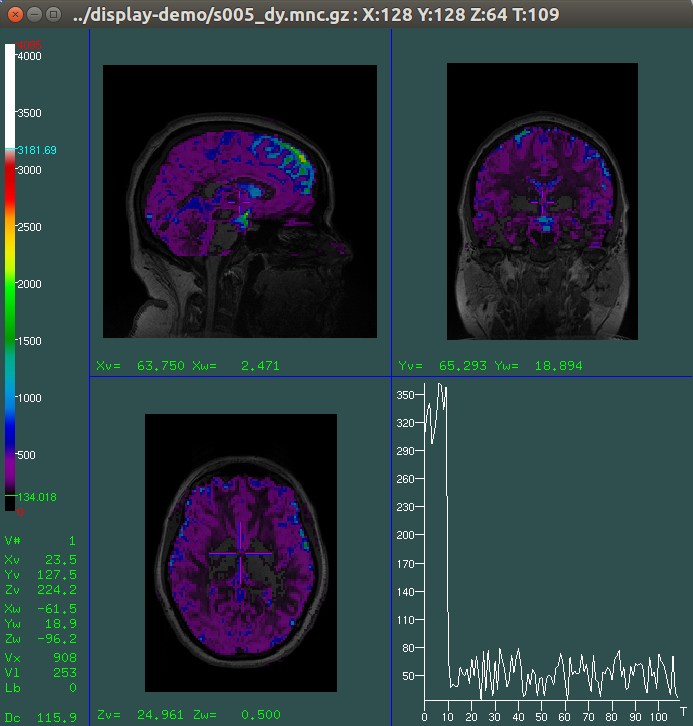 ../display-demo/s005_dy.mnc.gz : X:128 Y:128 Z:64 T:109
4095
4000
3500
3181.69
3000
2500
2000
1500
1000
500
134.018
0
Xv= 63.750 Xw= 2.471
Yv= 65.293 Yw= 18.894
V# 1
Xv 23.5
Yv 127.5
Zv 224.2
Xw -61.5
Yw 18.9
Zw -96.2
Vx 908
Vl 253
Lb 0
Dc 115.9
Zv= 24.961 Zw= 0.500
350
320
290
260
230
200
170
140
110
80
50
0 10 20 30 40 50 60 70 80 90 100 T